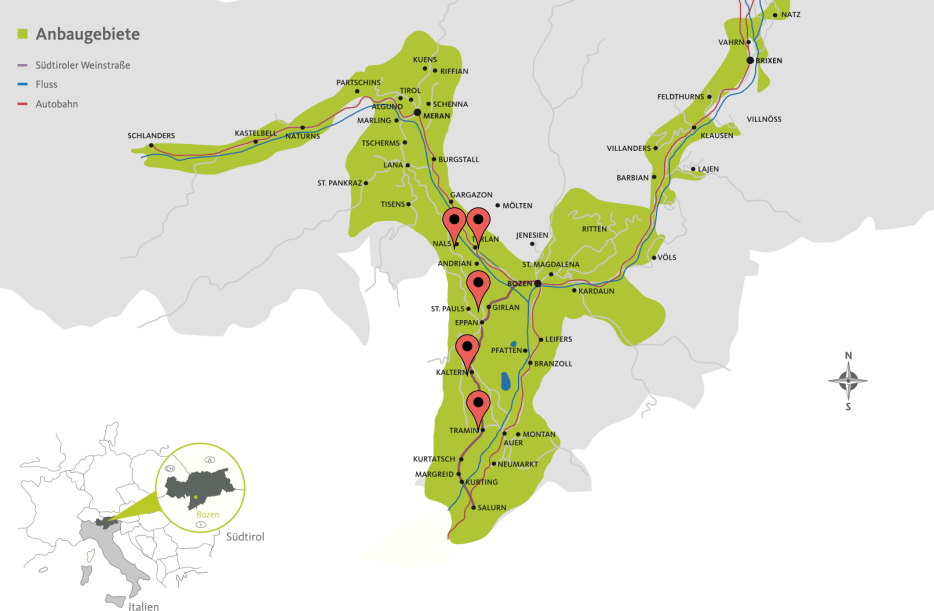 Anbaugebiete
Südtiroler Weinstraße
Fluss
Autobahn
NATZ
VAHRN
BRIXEN
KUENS
RIFFIAN
PARTSCHINS
TIROL
ALGUND
SCHENNA
MARLING
MERAN
FELDTHURNS
VILLNÖSS
KLAUSEN
SCHLANDERS
KASTELBELL
NATURNS
TSCHERMS
VILLANDERS
LANA
BURGSTALL
LAJEN
BARBIAN
ST. PANKRAZ
TISENS
GARGAZON
MÖLTEN
RITTEN
JENESIEN
NALS
TERLAN
ANDRIAN
VÖLS
ST. MAGDALENA
BOZEN
KARDAUN
ST. PAULS
GIRLAN
EPPAN
LEIFERS
PFATTEN
BRANZOLL
KALTERN
N
S
TRAMIN
MONTAN
AUER
KURTATSCH
NEUMARKT
MARGREID
KURTING
SALURN
CH
A
Bozen
I
Südtirol
Italien